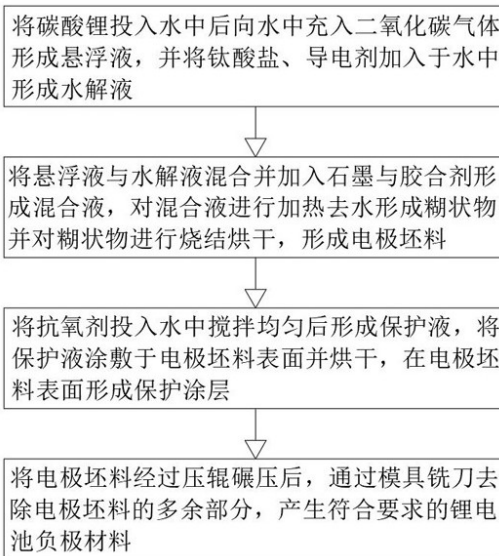 将碳酸锂投入水中后向水中充入二氧化碳气体
形成悬浮液，并将钛酸盐、导电剂加入于水中
形成水解液
将悬浮液与水解液混合并加入石墨与胶合剂形
成混合液，对混合液进行加热去水形成糊状物
并对糊状物进行烧结烘干，形成电极坯料
将抗氧剂投入水中搅拌均匀后形成保护液，将
保护液涂敷于电极坯料表面并烘干，在电极坯
料表面形成保护涂层
将电极坯料经过压辊碾压后，通过模具铣刀去
除电极坯料的多余部分，产生符合要求的锂电
池负极材料